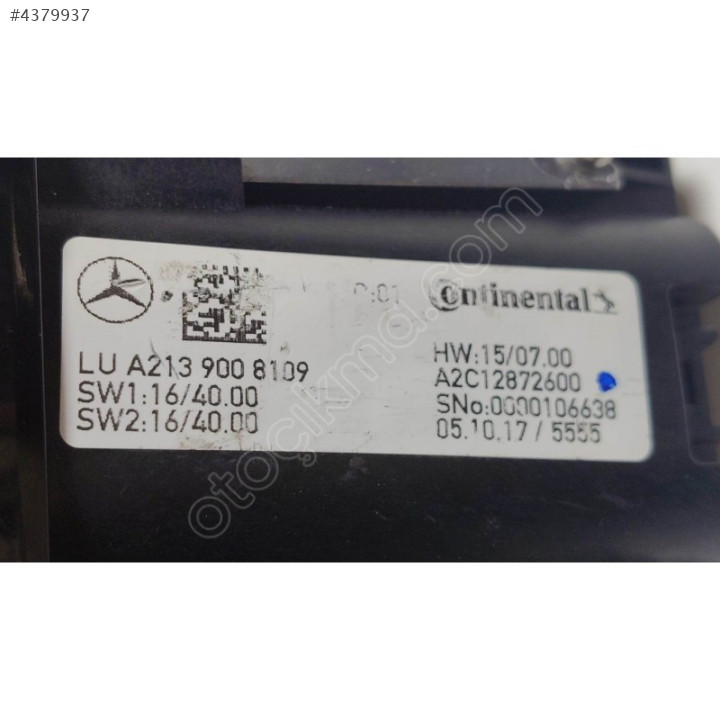 #4379937
Continental
LU A213 900 8109
SW1:16/40.00
SW2:16/40.00
HW:15/07.00
A2C12872600
SNo:0000106638
05.10.17 / 5555
otoçıkma.com